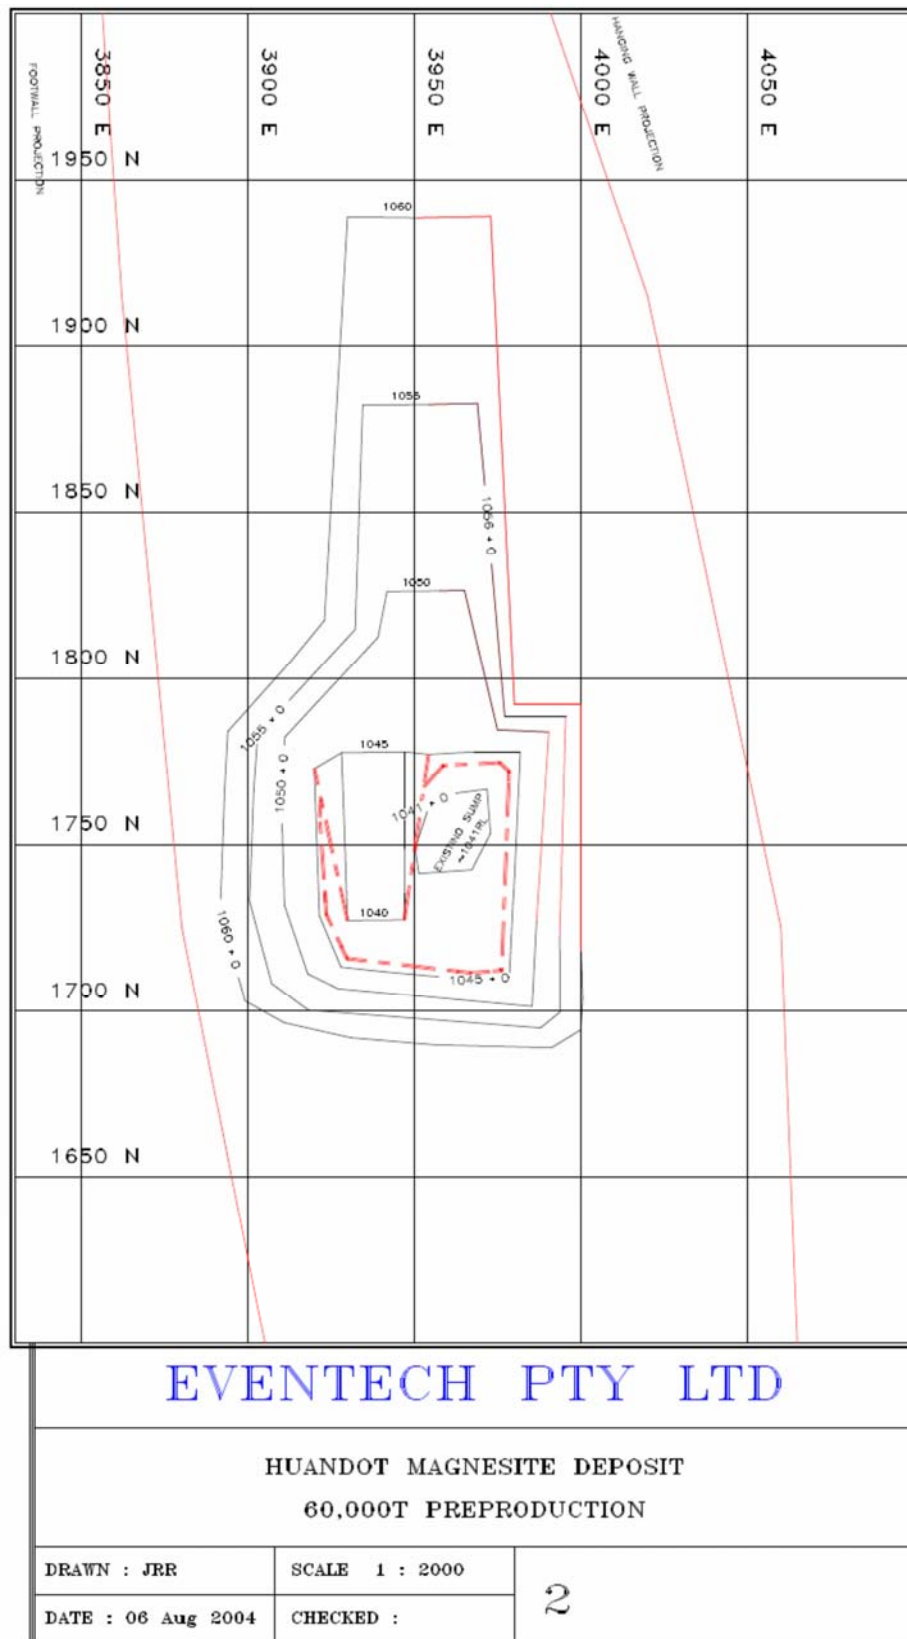 3850 E
3900 E
3950 E
4000 E
4050 E
HANGING WALL PROJECTION
FOOTWALL PROJECTION
1950 N
1060
1900 N
1055
1850 N
1056 + 0
1050
1800 N
1055 + 0
1045
1050 + 0
1041 + 0
EXISTING SUMP
~1041RL
1750 N
1040
1060 + 0
1045 + 0
1700 N
1650 N
EVENTECH PTY LTD
HUANDOT MAGNESITE DEPOSIT
60,000T PREPRODUCTION
DRAWN : JRR
SCALE 1 : 2000
2
DATE : 06 Aug 2004
CHECKED :